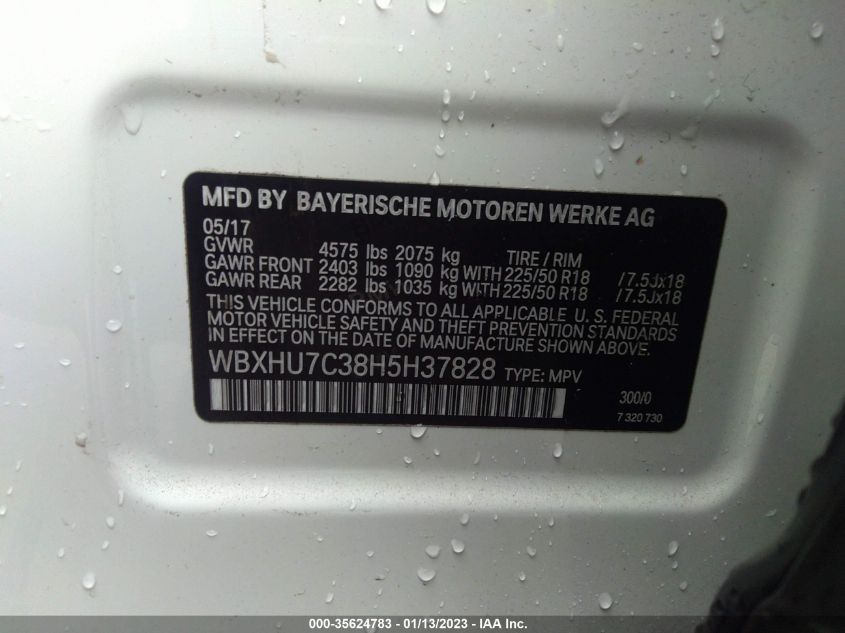 MFD BY BAYERISCHE MOTOREN WERKE AG
05/17
GVWR 4575 lbs 2075 kg TIRE / RIM
GAWR FRONT 2403 lbs 1090 kg WITH 225/50 R18 /7.5Jx18
GAWR REAR 2282 lbs 1035 kg WITH 225/50 R18 /7.5Jx18
THIS VEHICLE CONFORMS TO ALL APPLICABLE U. S. FEDERAL
MOTOR VEHICLE SAFETY AND THEFT PREVENTION STANDARDS
IN EFFECT ON THE DATE OF MANUFACTURE SHOWN ABOVE.
WBXHU7C38H5H37828 TYPE: MPV
300/0
7 320 730
000-35624783 - 01/13/2023 - IAA Inc.